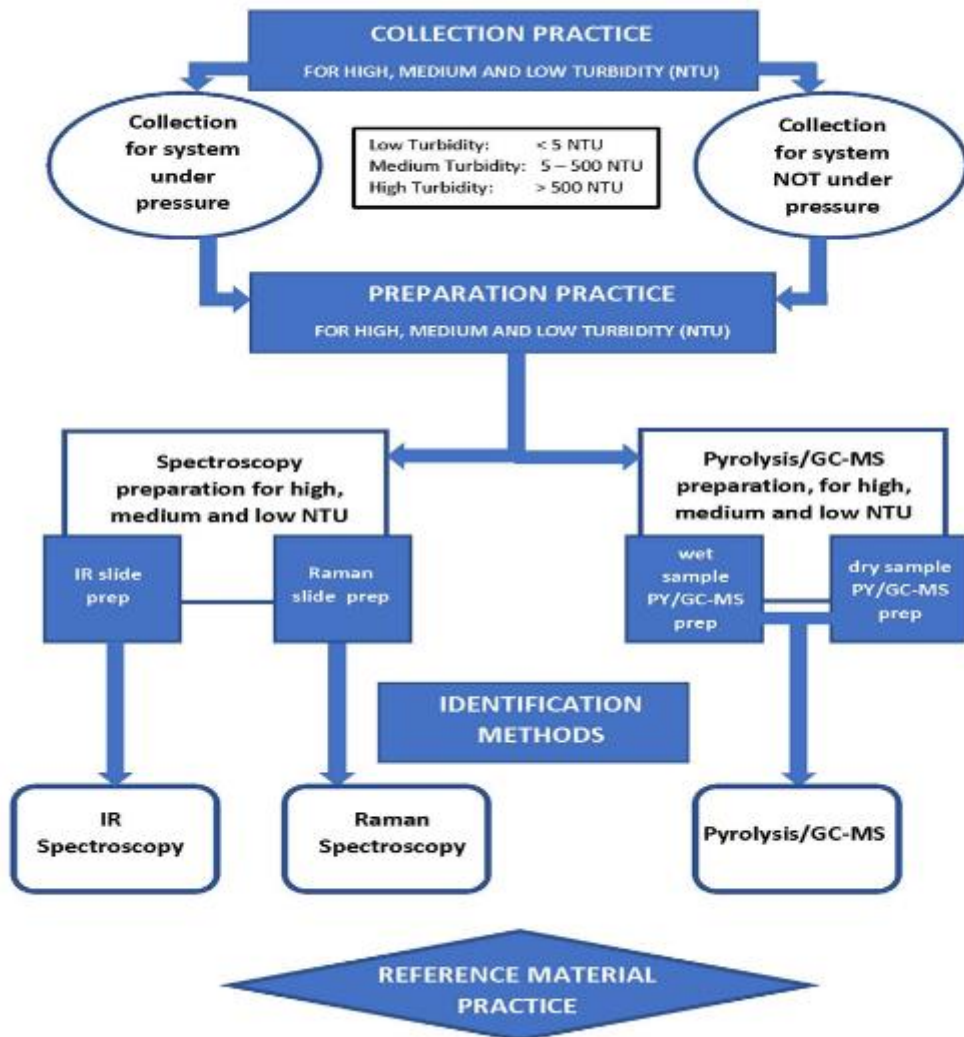 COLLECTION PRACTICE
FOR HIGH, MEDIUM AND LOW TURBIDITY (NTU)
Collection
for system
under
pressure
Low Turbidity: < 5 NTU
Medium Turbidity: 5 – 500 NTU
High Turbidity: > 500 NTU
Collection
for system
NOT under
pressure
PREPARATION PRACTICE
FOR HIGH, MEDIUM AND LOW TURBIDITY (NTU)
Spectroscopy
preparation for high,
medium and low NTU
IR slide
prep
Raman
slide prep
Pyrolysis/GC-MS
preparation, for high,
medium and low NTU
wet
sample
PY/GC-MS
prep
dry sample
PY/GC-MS
prep
IDENTIFICATION
METHODS
IR
Spectroscopy
Raman
Spectroscopy
Pyrolysis/GC-MS
REFERENCE MATERIAL
PRACTICE